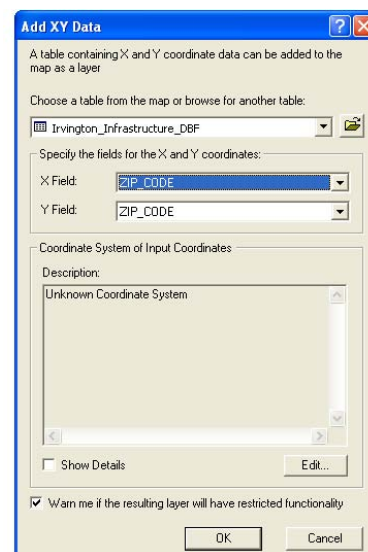 Add XY Data
A table containing X and Y coordinate data can be added to the
map as a layer
Choose a table from the map or browse for another table:
Irvington_Infrastructure_DBF
Specify the fields for the X and Y coordinates:
X Field: ZIP_CODE
Y Field: ZIP_CODE
Coordinate System of Input Coordinates
Description:
Unknown Coordinate System
Show Details Edit...
Warn me if the resulting layer will have restricted functionality
OK Cancel